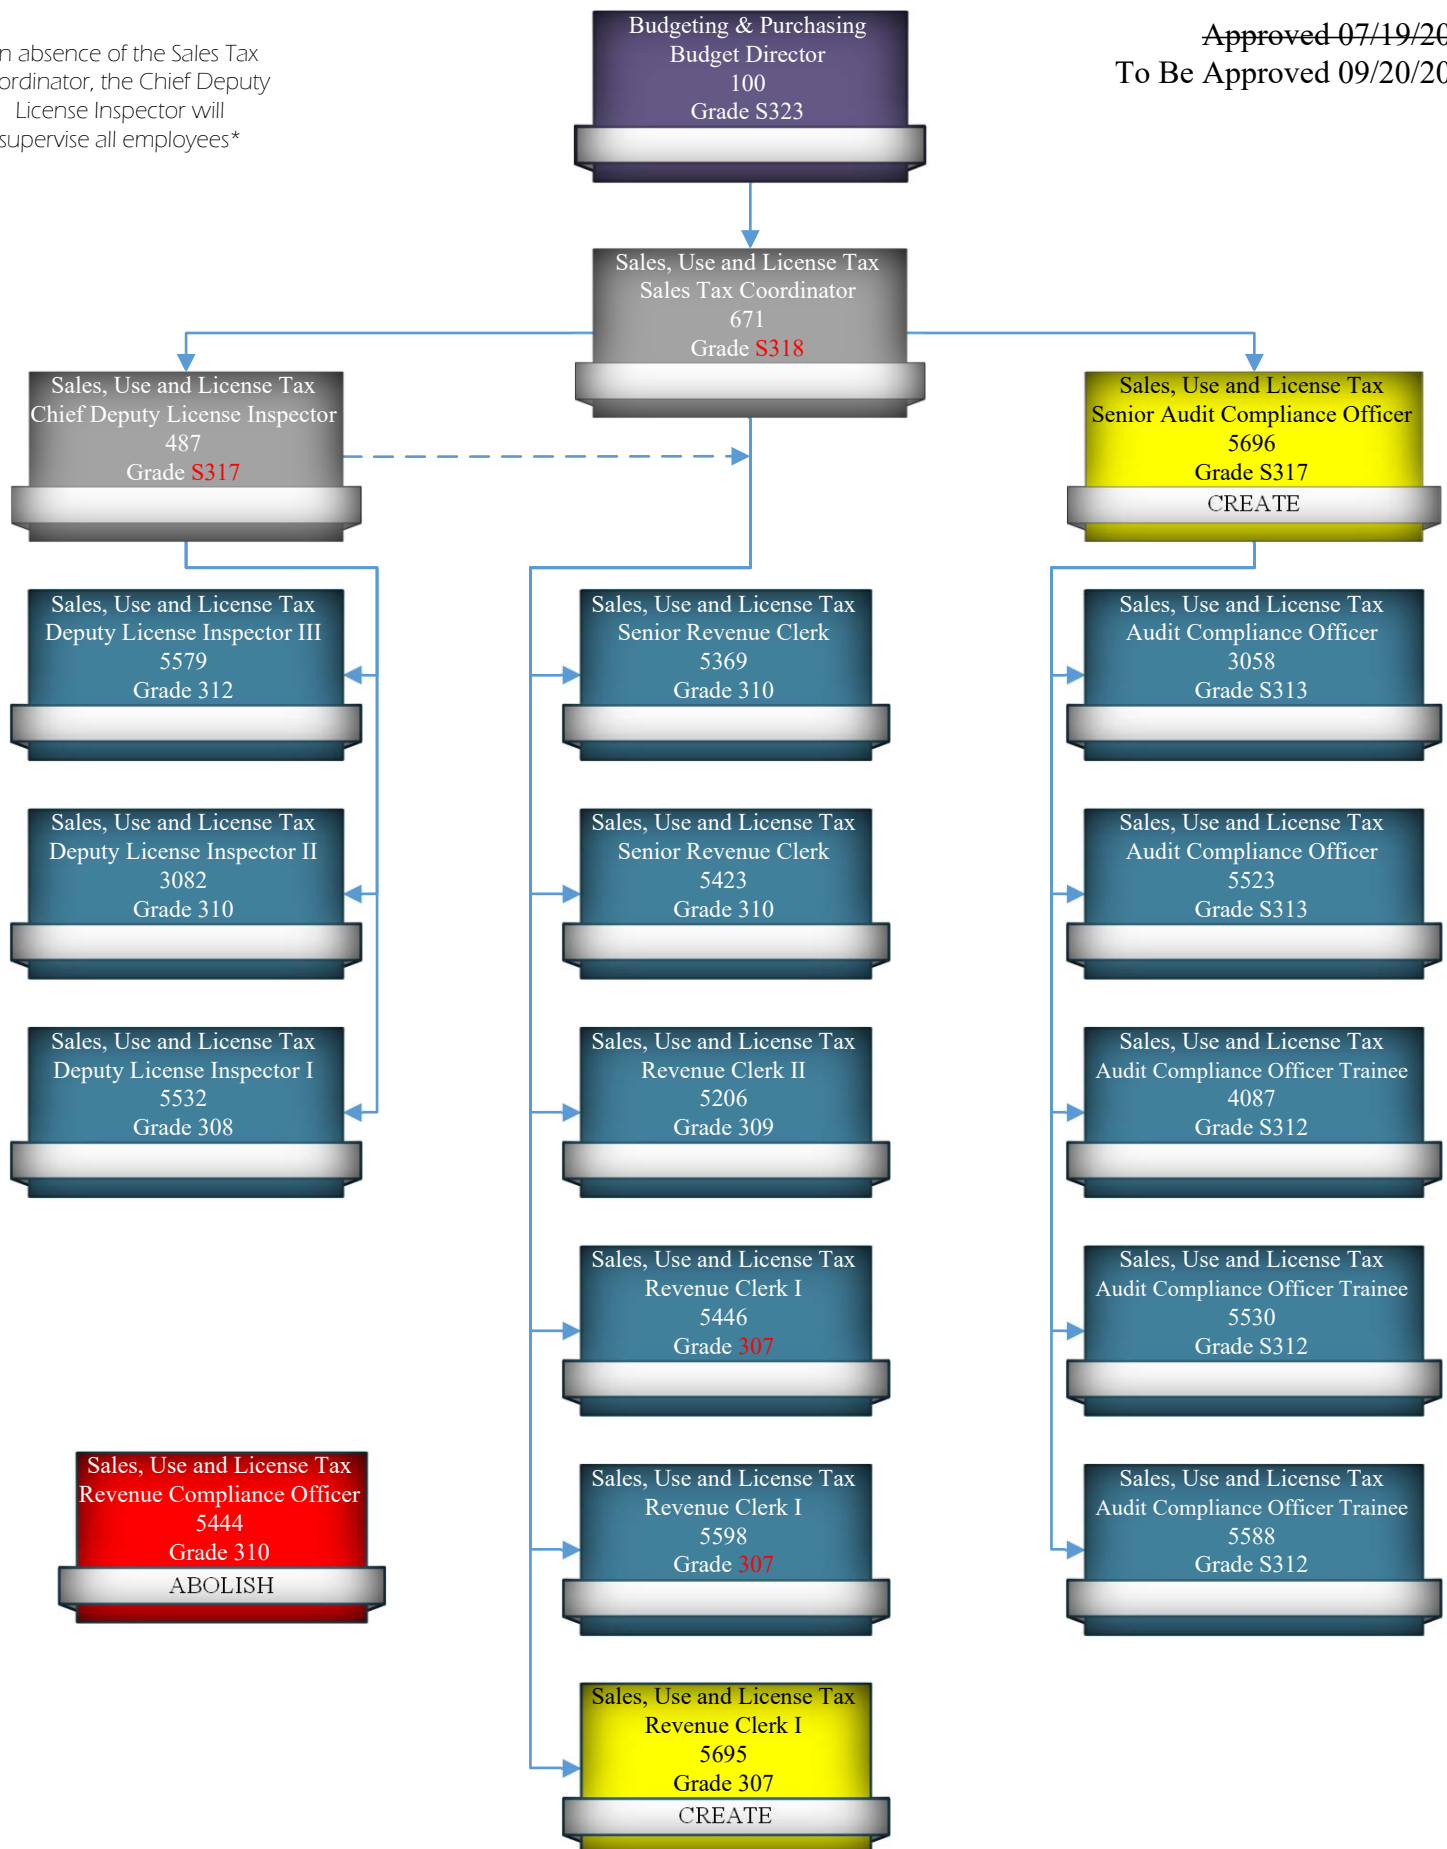 absence of the Sales Tax
the Chief Deputy
License Inspector will
supervise all employees*
Budgeting & Purchasing
Budget Director
100
Grade S323
Approved
To Be Approved
Sales, Use and License Tax
Sales Tax Coordinator
671
Grade S318
Sales, Use and License Tax
Chief Deputy License Inspector
487
Grade S317
Sales, Use and License Tax
Senior Audit Compliance Officer
5696
Grade S317
CREATE
Sales, Use and License Tax
Deputy License Inspector III
5579
Grade 312
Sales, Use and License Tax
Senior Revenue Clerk
5369
Grade 310
Sales, Use and License Tax
Audit Compliance Officer
3058
Grade S313
Sales, Use and License Tax
Deputy License Inspector II
3082
Grade 310
Sales, Use and License Tax
Senior Revenue Clerk
5423
Grade 310
Sales, Use and License Tax
Audit Compliance Officer
5523
Grade S313
Sales, Use and License Tax
Deputy License Inspector I
5532
Grade 308
Sales, Use and License Tax
Revenue Clerk II
5206
Grade 309
Sales, Use and License Tax
Audit Compliance Officer Trainee
4087
Grade S312
Sales, Use and License Tax
Revenue Clerk I
5446
Grade 307
Sales, Use and License Tax
Audit Compliance Officer Trainee
5530
Grade S312
Sales, Use and License Tax
Revenue Compliance Officer
5444
Grade 310
ABOLISH
Sales, Use and License Tax
Revenue Clerk I
5598
Grade 307
Sales, Use and License Tax
Audit Compliance Officer Trainee
5588
Grade S312
Sales, Use and License Tax
Revenue Clerk I
5695
Grade 307
CREATE